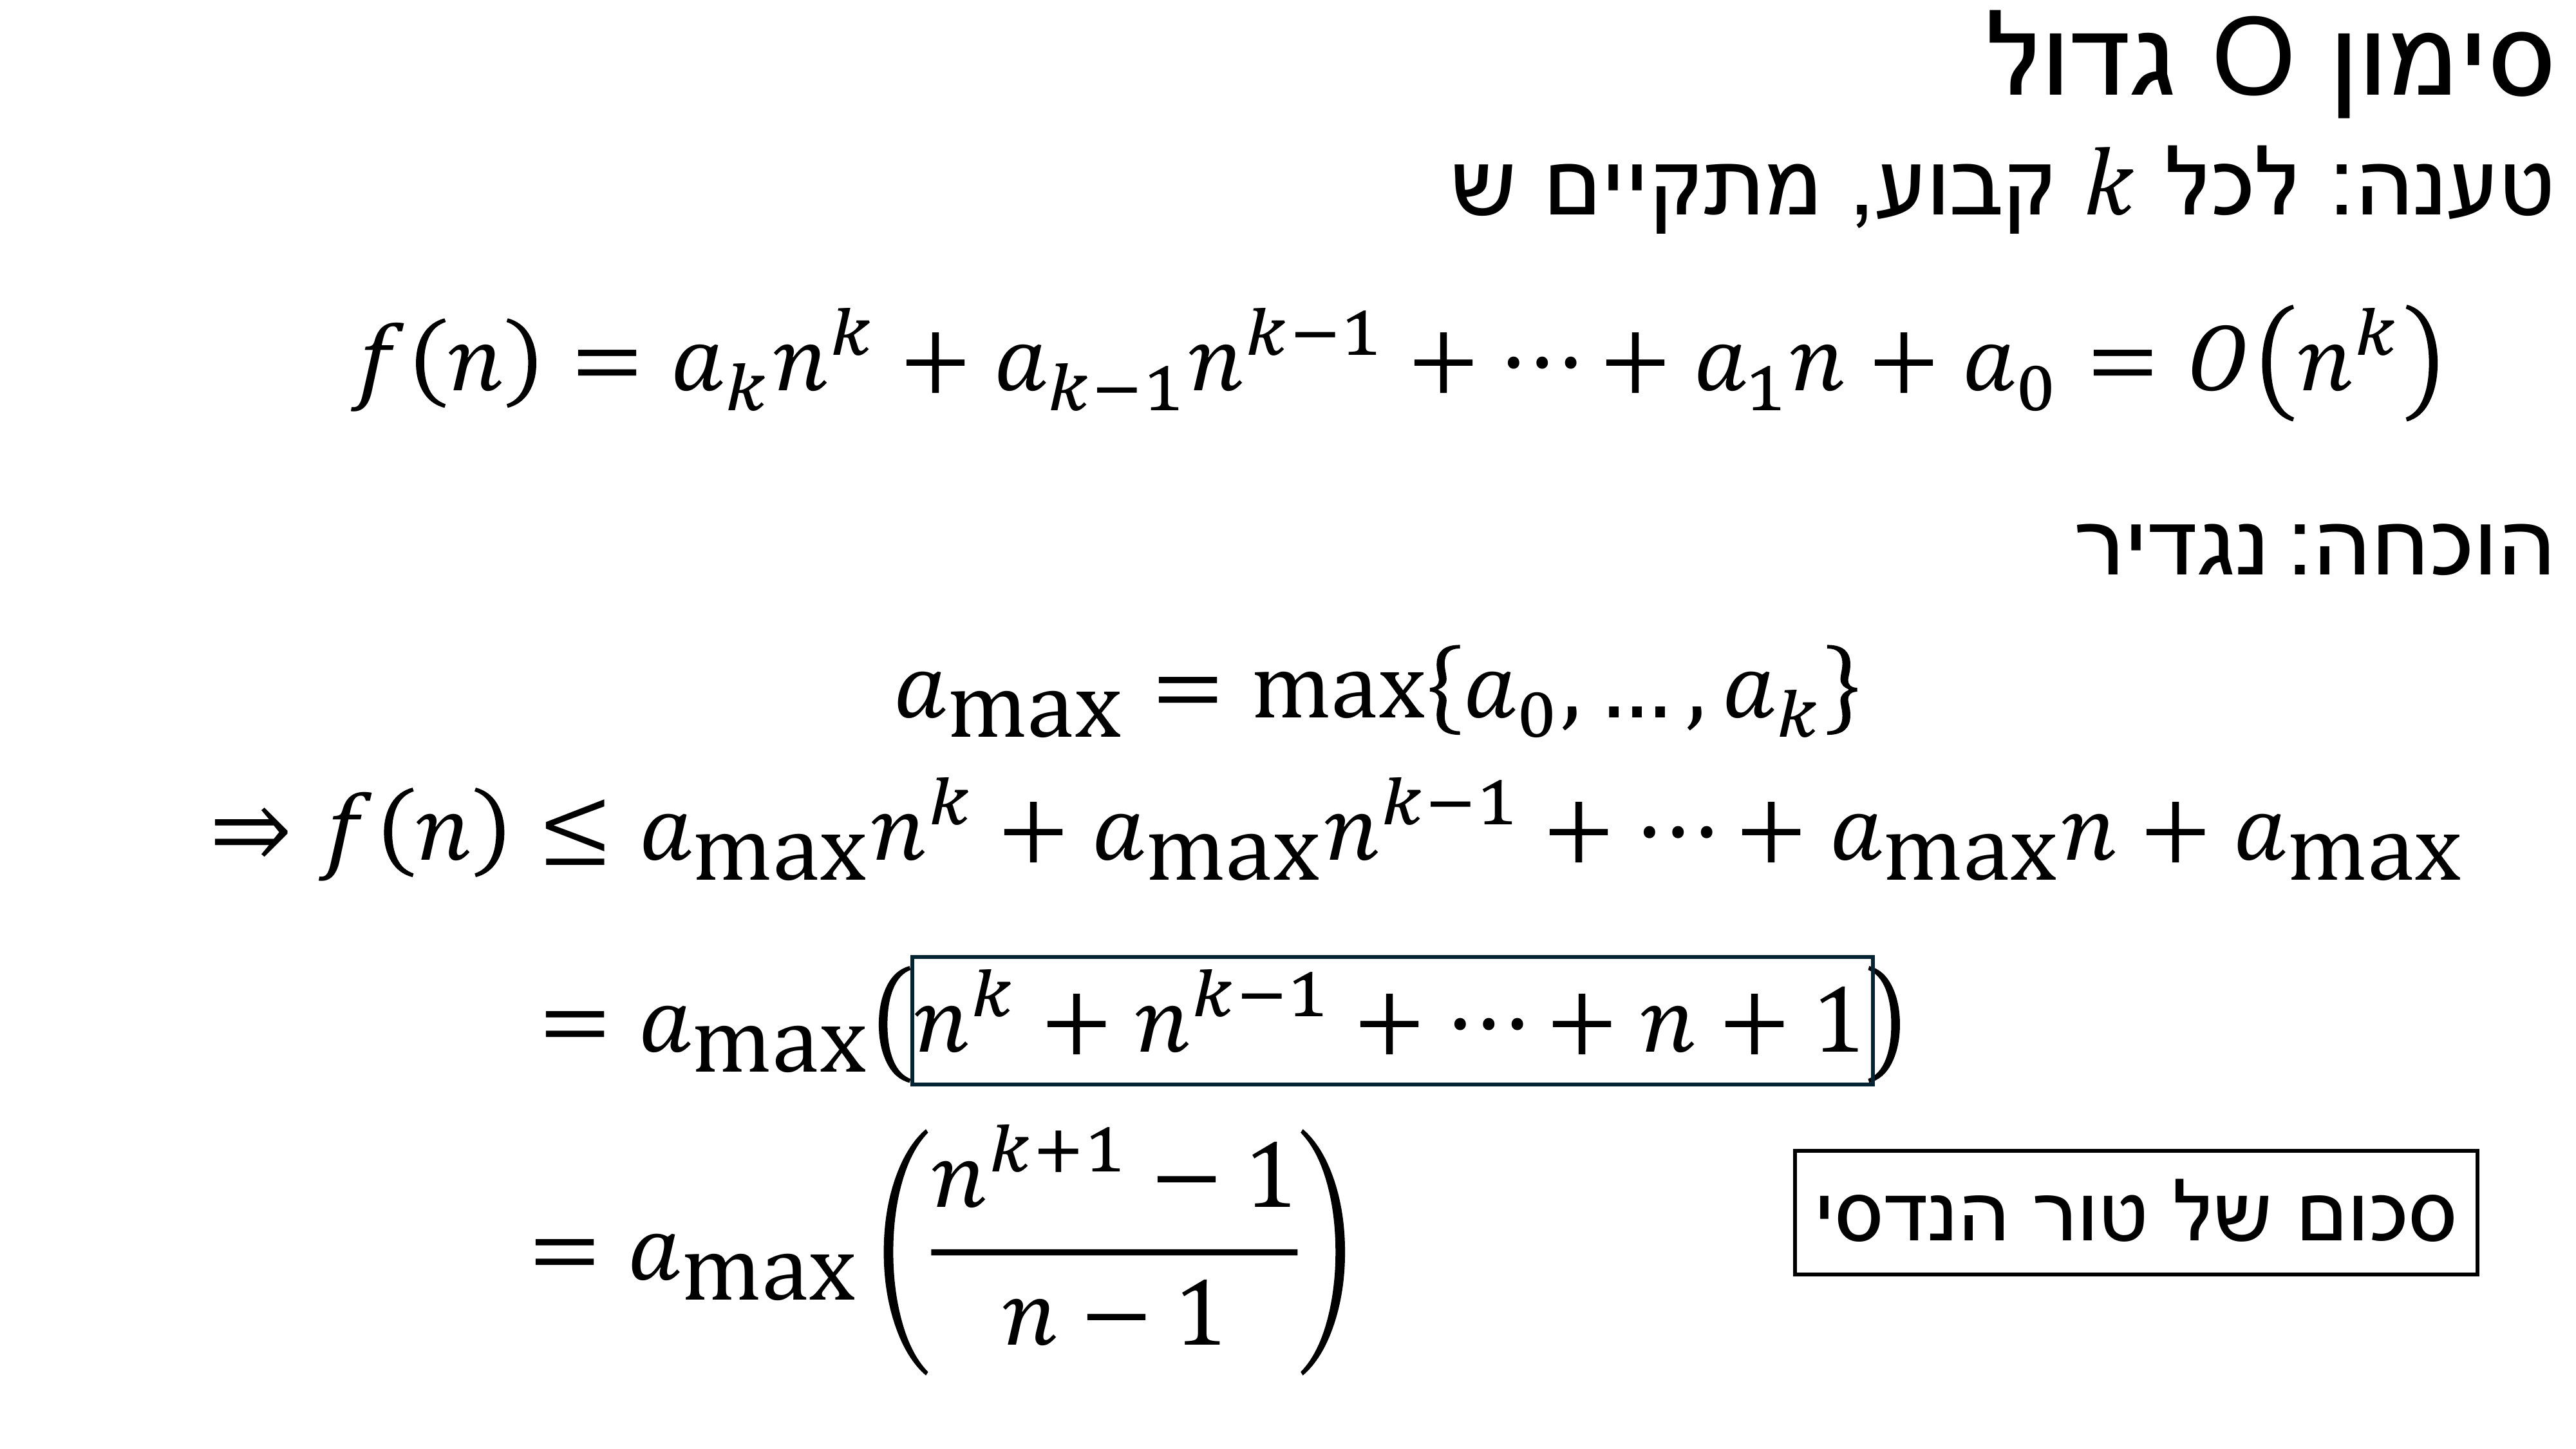 סימון O גדול
טענה: לכל k קבוע, מתקיים ש
f(n) = a_k n^k + a_{k−1} n^{k−1} + ⋯ + a_1 n + a_0 = O(n^k)
הוכחה: נגדיר
a_max = max{a_0, … , a_k}
⇒ f(n) ≤ a_max n^k + a_max n^{k−1} + ⋯ + a_max n + a_max
= a_max (n^k + n^{k−1} + ⋯ + n + 1)
= a_max ((n^{k+1} − 1)/(n − 1))
סכום של טור הנדסי